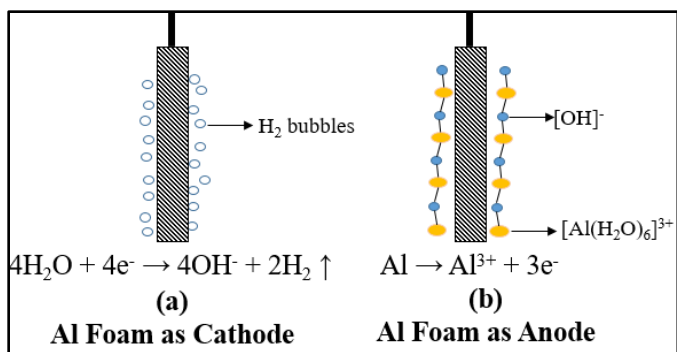 H₂ bubbles
4H₂O + 4e⁻ → 4OH⁻ + 2H₂ ↑
(a)
Al Foam as Cathode
[OH]⁻
[Al(H₂O)₆]³⁺
Al → Al³⁺ + 3e⁻
(b)
Al Foam as Anode